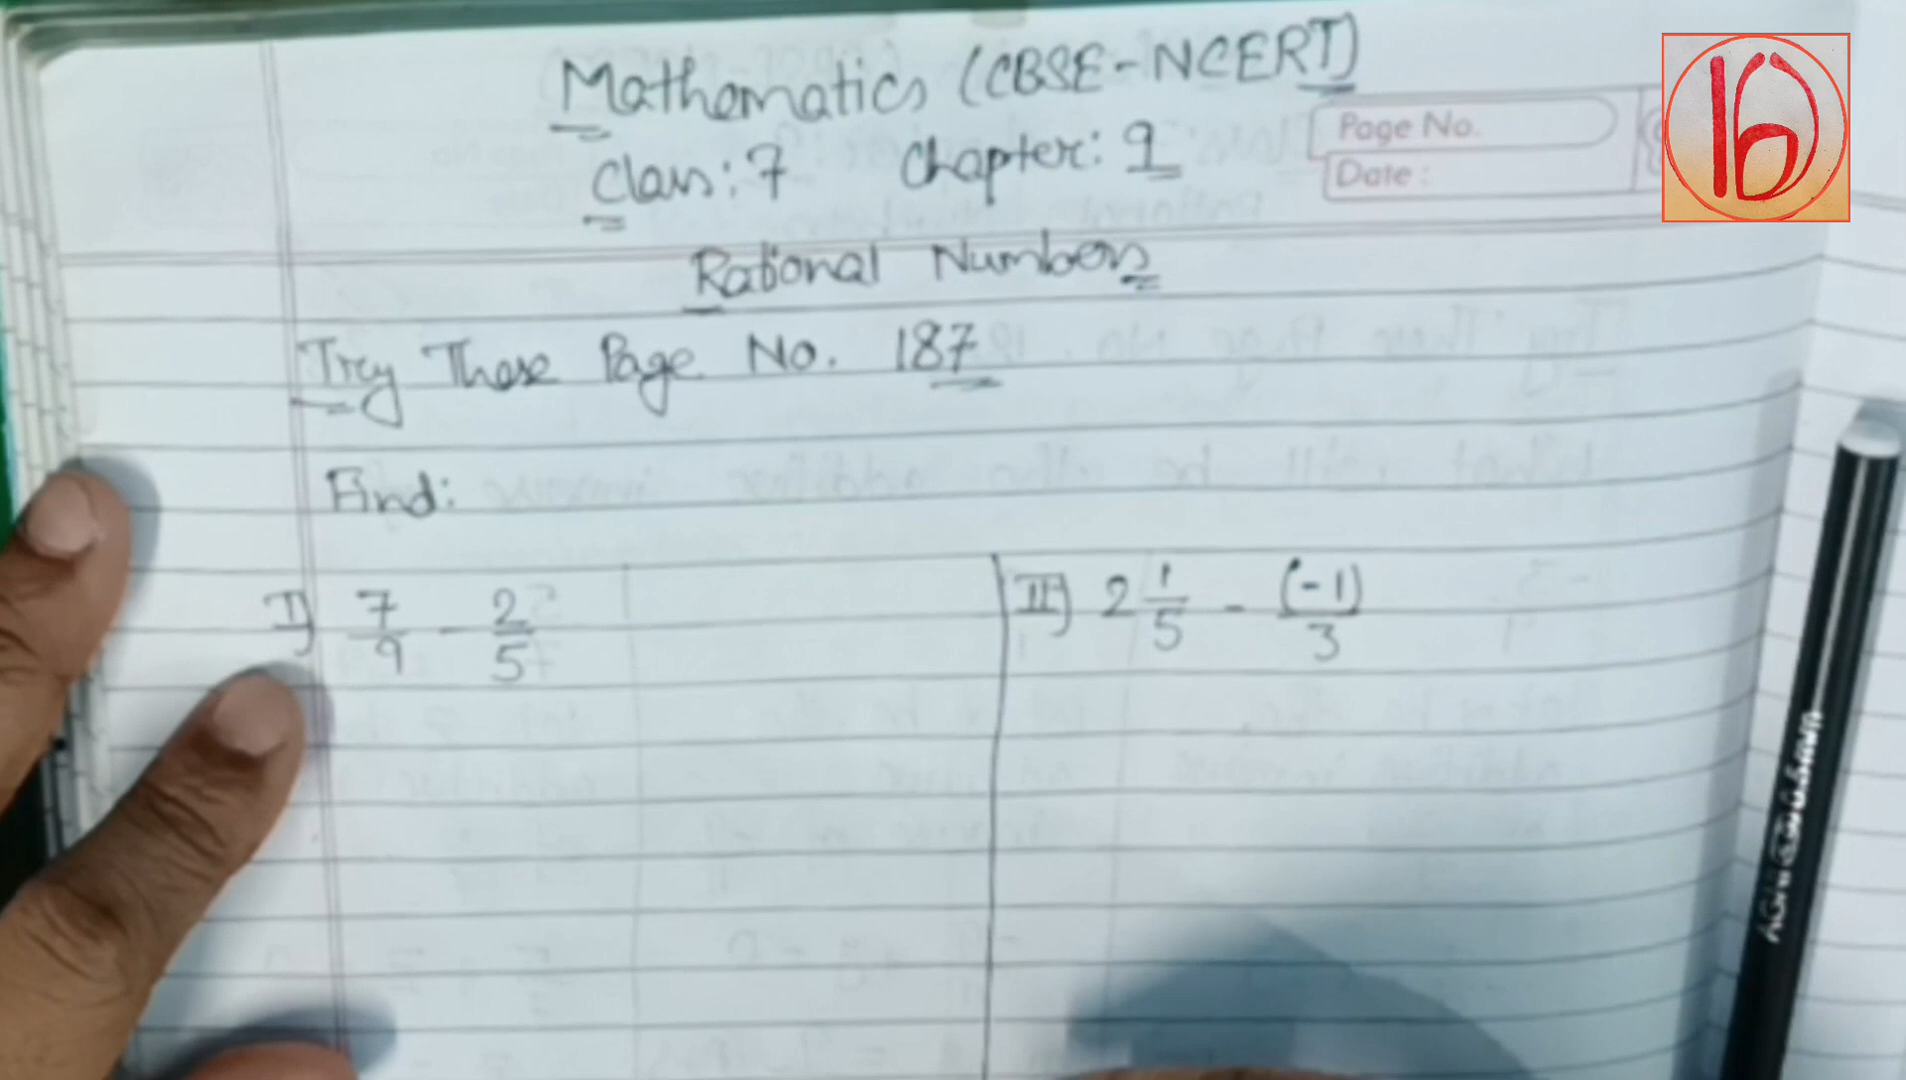 Mathematics (CBSE-NCERT)
Page No.
Class: 7 Chapter: 9
Date:
Rational Numbers
Try These Page No. 187
Find:
I) 7/9 - 2/5
II) 2 1/5 - (-1)/3